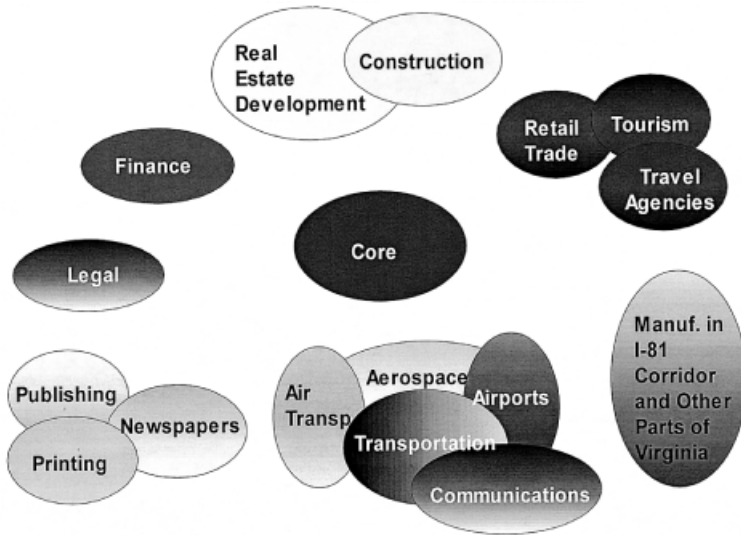 Real
Estate
Development
Construction
Retail
Trade
Tourism
Travel
Agencies
Finance
Core
Legal
Manuf. in
I-81
Corridor
and Other
Parts of
Virginia
Publishing
Newspapers
Printing
Air
Transp
Aerospace
Airports
Transportation
Communications